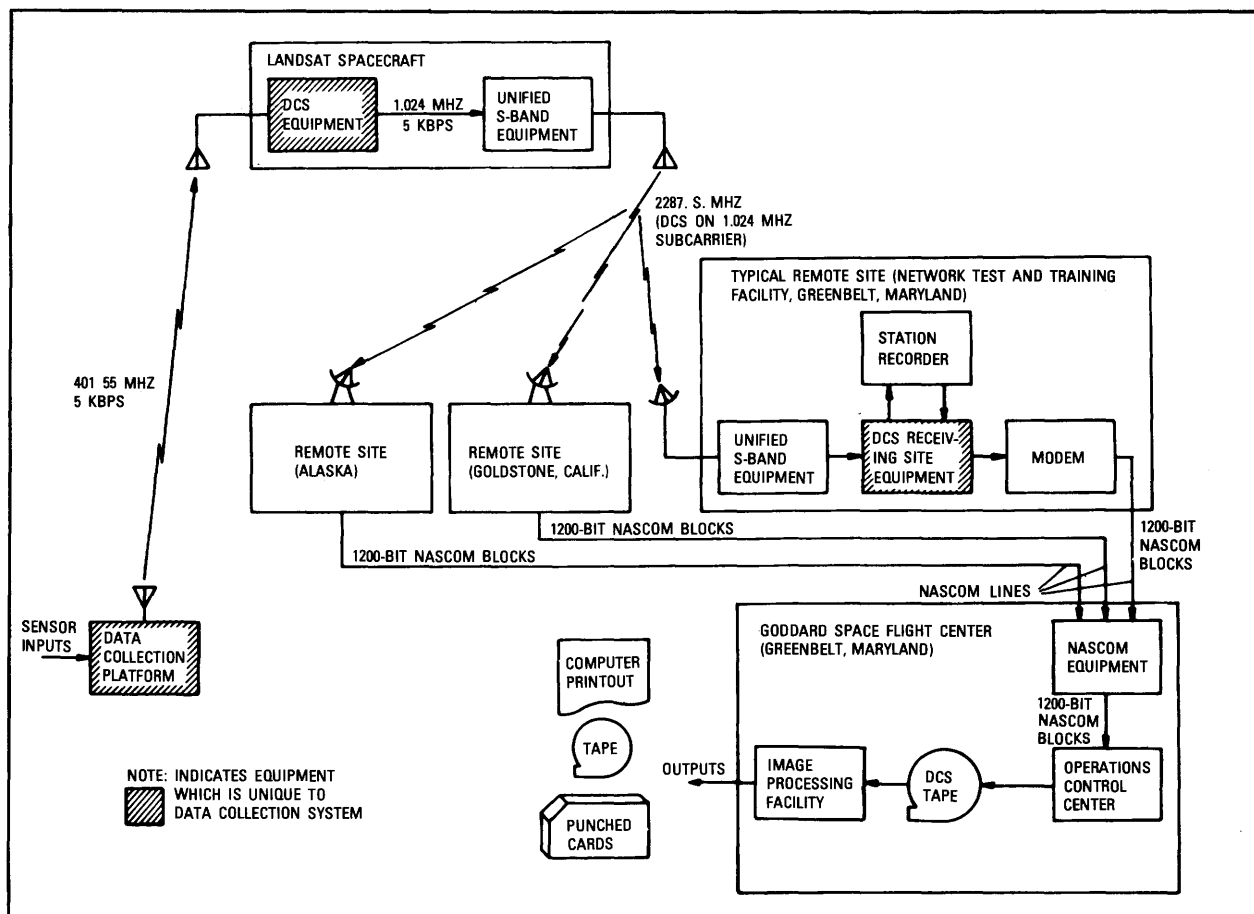 LANDSAT SPACECRAFT
DCS
EQUIPMENT
1.024 MHZ
5 KBPS
UNIFIED
S-BAND
EQUIPMENT
2287. S. MHZ
(DCS ON 1.024 MHZ
SUBCARRIER)
401 55 MHZ
5 KBPS
TYPICAL REMOTE SITE (NETWORK TEST AND TRAINING
FACILITY, GREENBELT, MARYLAND)
STATION
RECORDER
UNIFIED
S-BAND
EQUIPMENT
DCS RECEIV-
ING SITE
EQUIPMENT
MODEM
REMOTE SITE
(ALASKA)
REMOTE SITE
(GOLDSTONE, CALIF.)
1200-BIT NASCOM BLOCKS
1200-BIT NASCOM BLOCKS
1200-BIT
NASCOM
BLOCKS
NASCOM LINES
SENSOR
INPUTS
DATA
COLLECTION
PLATFORM
GODDARD SPACE FLIGHT CENTER
(GREENBELT, MARYLAND)
NASCOM
EQUIPMENT
1200-BIT
NASCOM
BLOCKS
OPERATIONS
CONTROL
CENTER
DCS
TAPE
IMAGE
PROCESSING
FACILITY
OUTPUTS
COMPUTER
PRINTOUT
TAPE
PUNCHED
CARDS
NOTE: INDICATES EQUIPMENT
WHICH IS UNIQUE TO
DATA COLLECTION SYSTEM